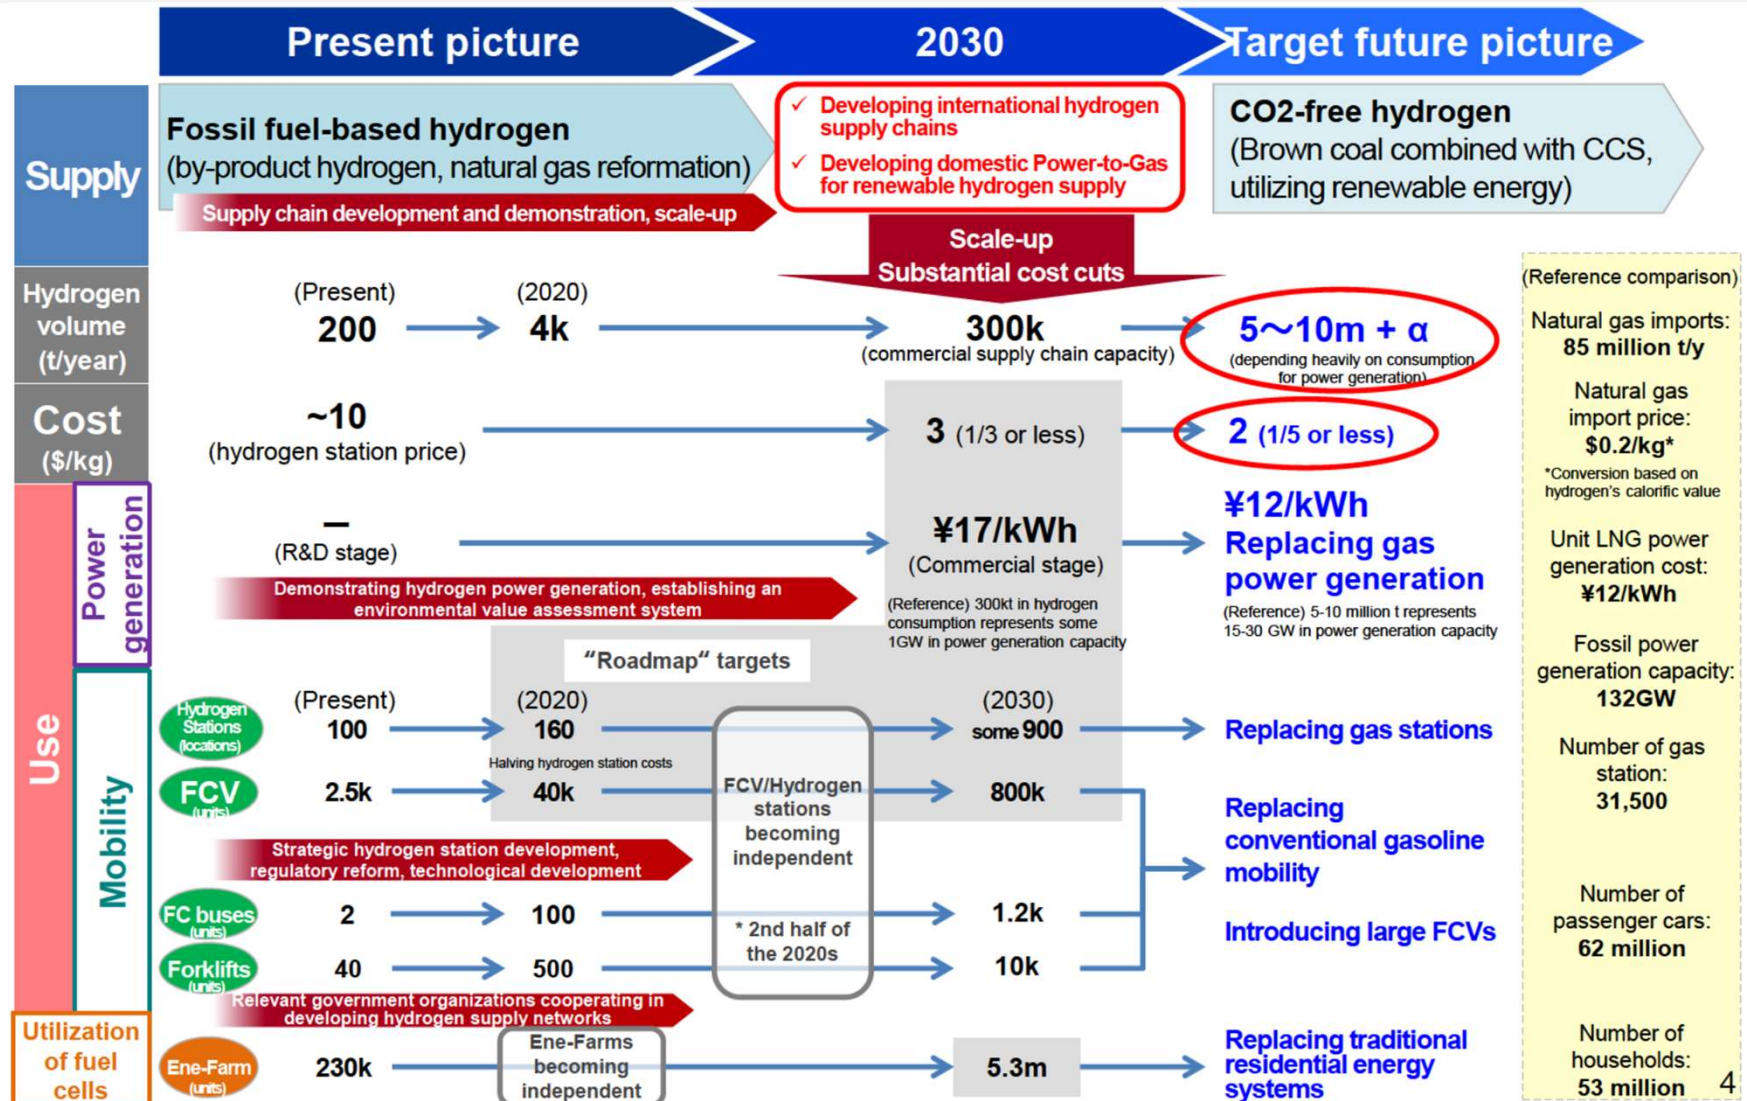 Present picture
2030
Target future picture
Supply
Fossil fuel-based hydrogen
(by-product hydrogen, natural gas reformation)
Supply chain development and demonstration, scale-up
✓ Developing international hydrogen
supply chains
✓ Developing domestic Power-to-Gas
for renewable hydrogen supply
CO2-free hydrogen
(Brown coal combined with CCS,
utilizing renewable energy)
Scale-up
Substantial cost cuts
Hydrogen
volume
(t/year)
(Present)
200
(2020)
4k
300k
(commercial supply chain capacity)
5～10m + α
(depending heavily on consumption
for power generation)
Cost
($/kg)
~10
(hydrogen station price)
3 (1/3 or less)
2 (1/5 or less)
Use
Power
generation
–
(R&D stage)
¥17/kWh
(Commercial stage)
¥12/kWh
Replacing gas
power generation
Demonstrating hydrogen power generation, establishing an
environmental value assessment system
(Reference) 300kt in hydrogen
consumption represents some
1GW in power generation capacity
(Reference) 5-10 million t represents
15-30 GW in power generation capacity
“Roadmap“ targets
Mobility
Hydrogen
Stations
(locations)
(Present)
100
(2020)
160
Halving hydrogen station costs
(2030)
some 900
Replacing gas stations
FCV
(units)
2.5k
40k
FCV/Hydrogen
stations
becoming
independent
* 2nd half of
the 2020s
800k
Replacing
conventional gasoline
mobility
Strategic hydrogen station development,
regulatory reform, technological development
FC buses
(units)
2
100
1.2k
Introducing large FCVs
Forklifts
(units)
40
500
10k
Relevant government organizations cooperating in
developing hydrogen supply networks
Utilization
of fuel
cells
Ene-Farm
(units)
230k
Ene-Farms
becoming
independent
5.3m
Replacing traditional
residential energy
systems
(Reference comparison)
Natural gas imports:
85 million t/y
Natural gas
import price:
$0.2/kg*
*Conversion based on
hydrogen's calorific value
Unit LNG power
generation cost:
¥12/kWh
Fossil power
generation capacity:
132GW
Number of gas
station:
31,500
Number of
passenger cars:
62 million
Number of
households:
53 million
4